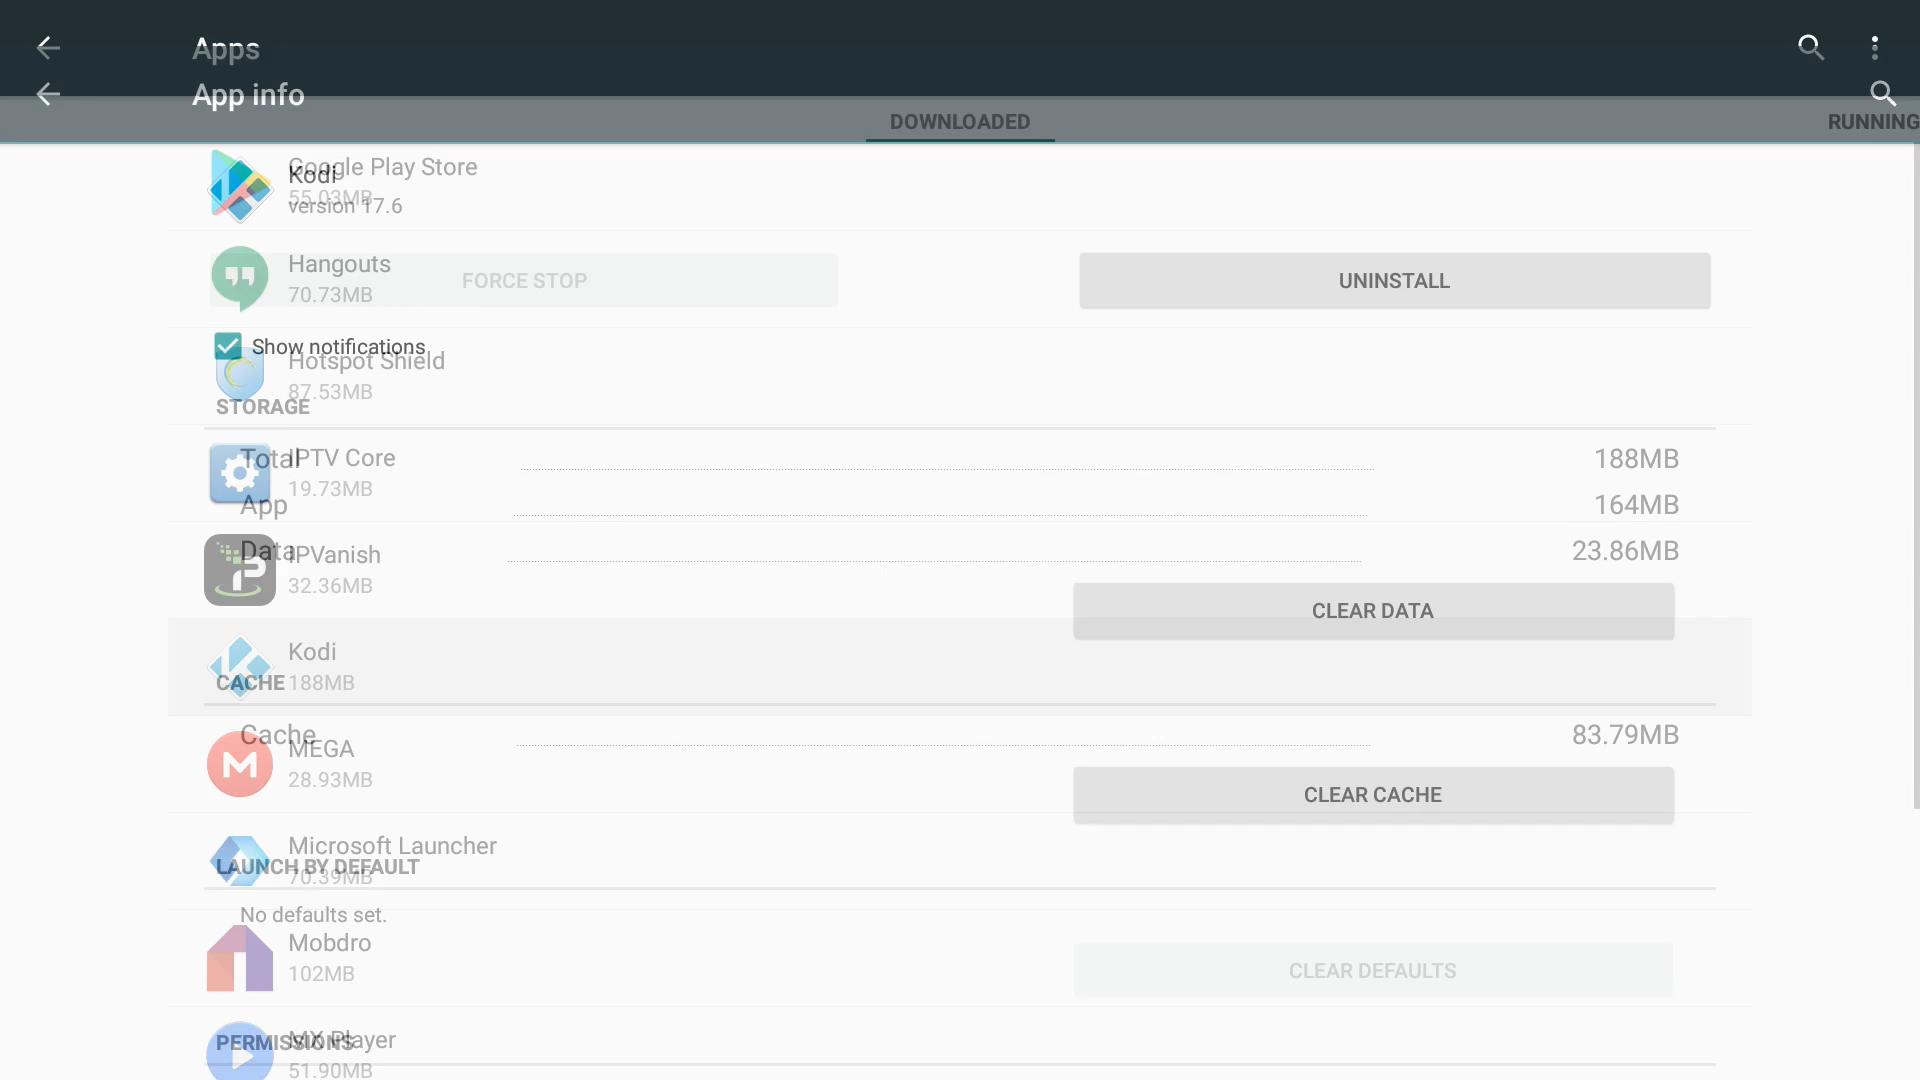 Apps
App info
DOWNLOADED
RUNNING
Google Play Store
55.03MB
Kodi
version 17.6
Hangouts
70.73MB
FORCE STOP
UNINSTALL
Show notifications
Hotspot Shield
87.53MB
STORAGE
IPTV Core
19.73MB
Total
188MB
App
164MB
Data
23.86MB
IPVanish
32.36MB
CLEAR DATA
Kodi
188MB
CACHE
Cache
83.79MB
MEGA
28.93MB
CLEAR CACHE
Microsoft Launcher
70.39MB
LAUNCH BY DEFAULT
No defaults set.
Mobdro
102MB
CLEAR DEFAULTS
MX Player
51.90MB
PERMISSIONS